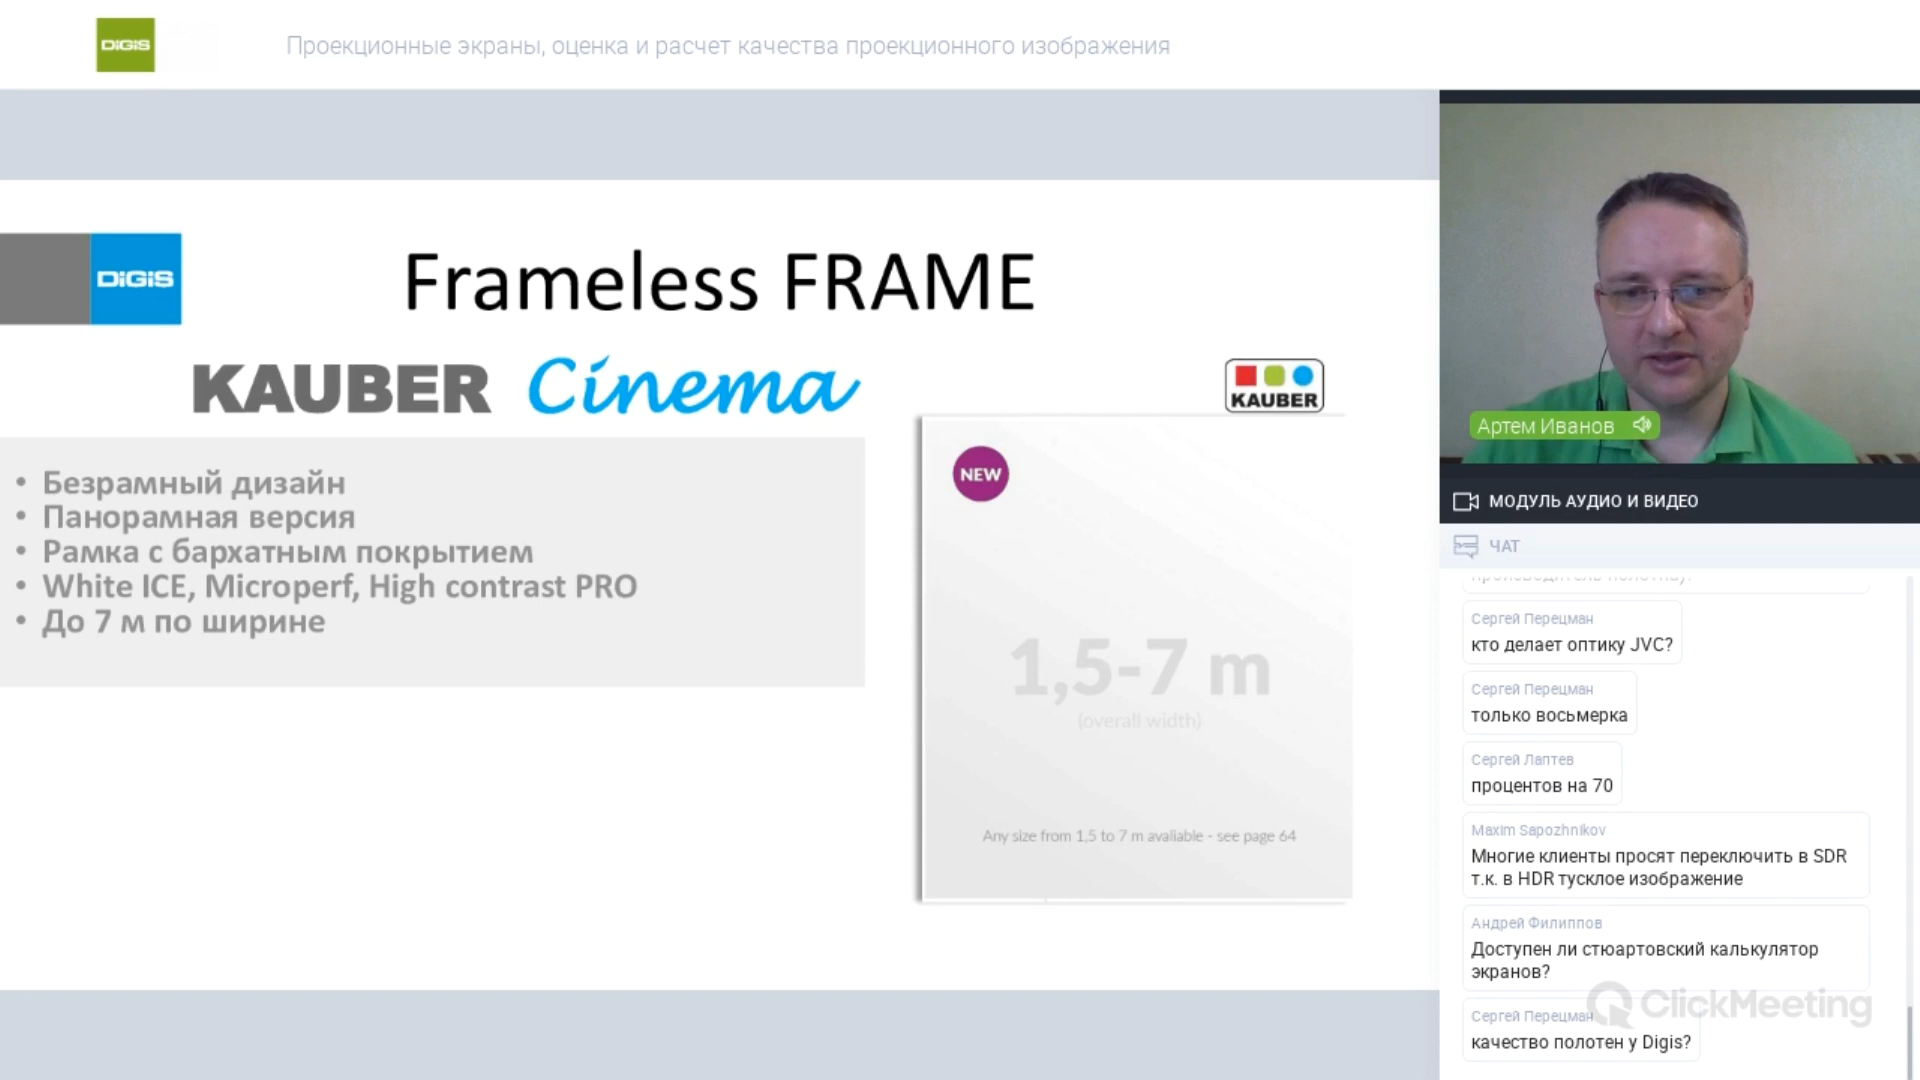 DiGiS
Проекционные экраны, оценка и расчет качества проекционного изображения
DiGiS
Frameless FRAME
KAUBER Cinema
KAUBER
• Безрамный дизайн
• Панорамная версия
• Рамка с бархатным покрытием
• White ICE, Microperf, High contrast PRO
• До 7 м по ширине
NEW
1,5-7 m
(overall width)
Any size from 1,5 to 7 m avaliable - see page 64
Артем Иванов
МОДУЛЬ АУДИО И ВИДЕО
ЧАТ
Сергей Перецман
кто делает оптику JVC?
Сергей Перецман
только восьмерка
Сергей Лаптев
процентов на 70
Maxim Sapozhnikov
Многие клиенты просят переключить в SDR
т.к. в HDR тусклое изображение
Андрей Филиппов
Доступен ли стюартовский калькулятор
экранов?
Сергей Перецман
качество полотен у Digis?
ClickMeeting